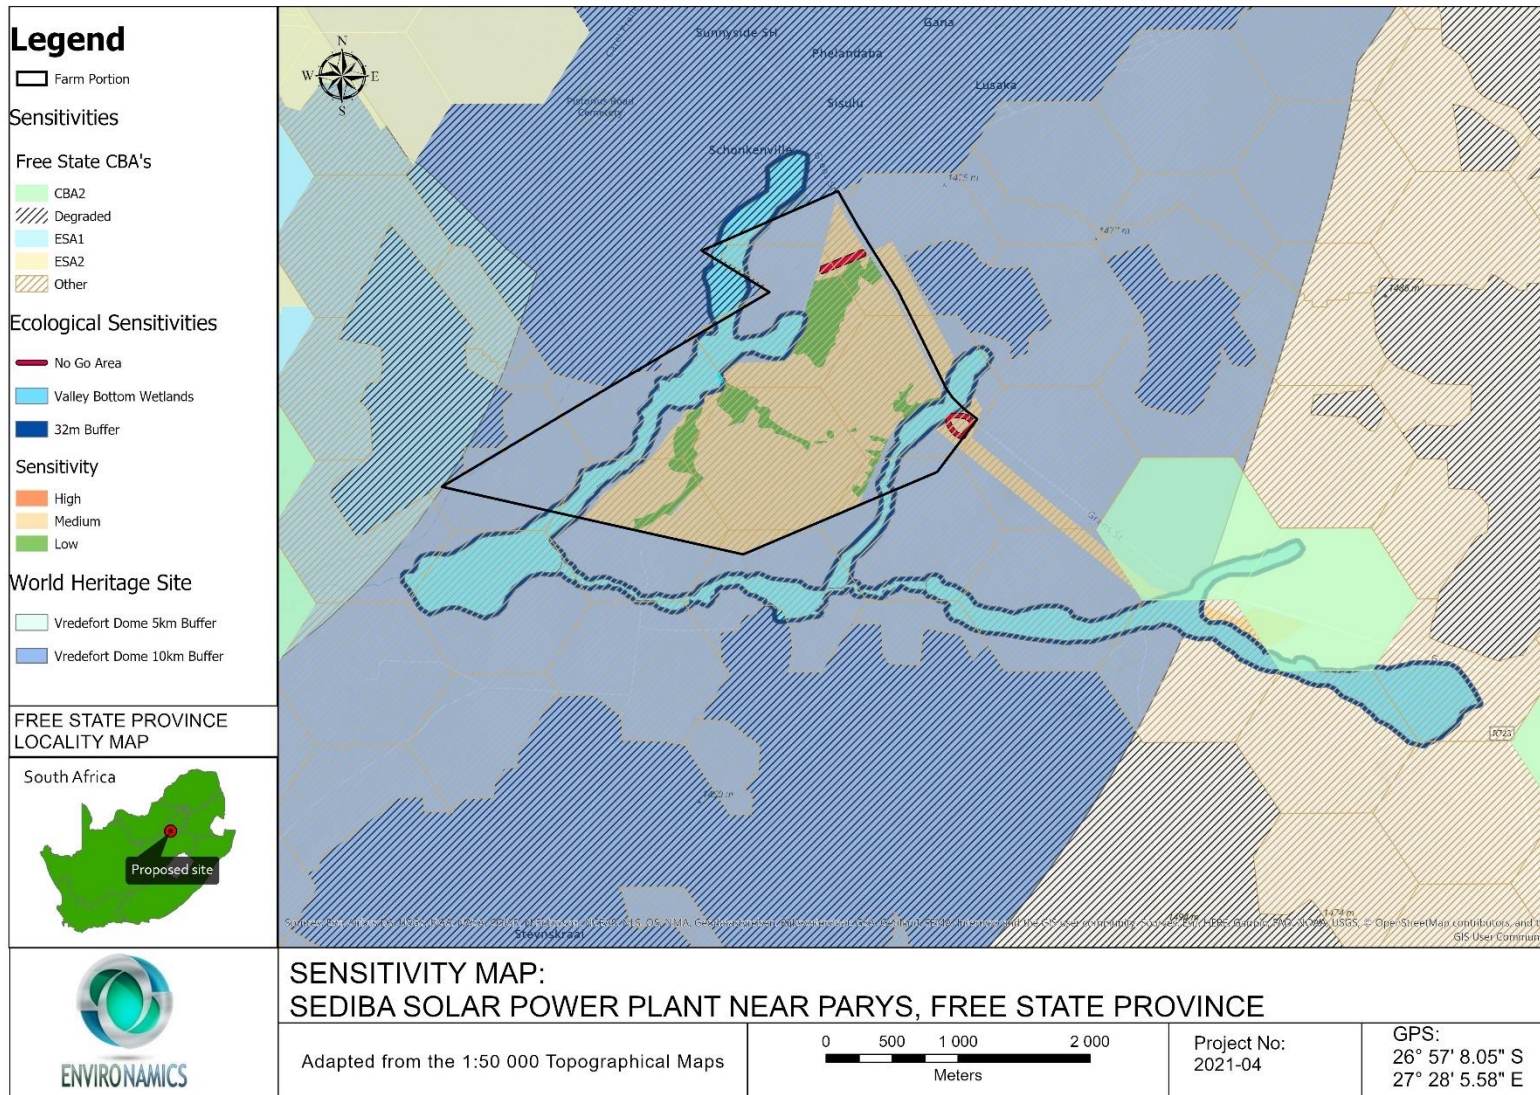 Legend
Farm Portion
Sensitivities
Free State CBA's
CBA2
Degraded
ESA1
ESA2
Other
Ecological Sensitivities
No Go Area
Valley Bottom Wetlands
32m Buffer
Sensitivity
High
Medium
Low
World Heritage Site
Vredefort Dome 5km Buffer
Vredefort Dome 10km Buffer
FREE STATE PROVINCE
LOCALITY MAP
South Africa
Proposed site
ENVIRONAMICS
N
W E
S
Sunnyside SH
Gana
Phelandaba
Lusaka
Sisulu
Cemetery
Schonkenville
GIS User Commun
SENSITIVITY MAP:
SEDIBA SOLAR POWER PLANT NEAR PARYS, FREE STATE PROVINCE
Adapted from the 1:50 000 Topographical Maps
0 500 1 000 2 000
Meters
Project No:
2021-04
GPS:
26° 57' 8.05" S
27° 28' 5.58" E